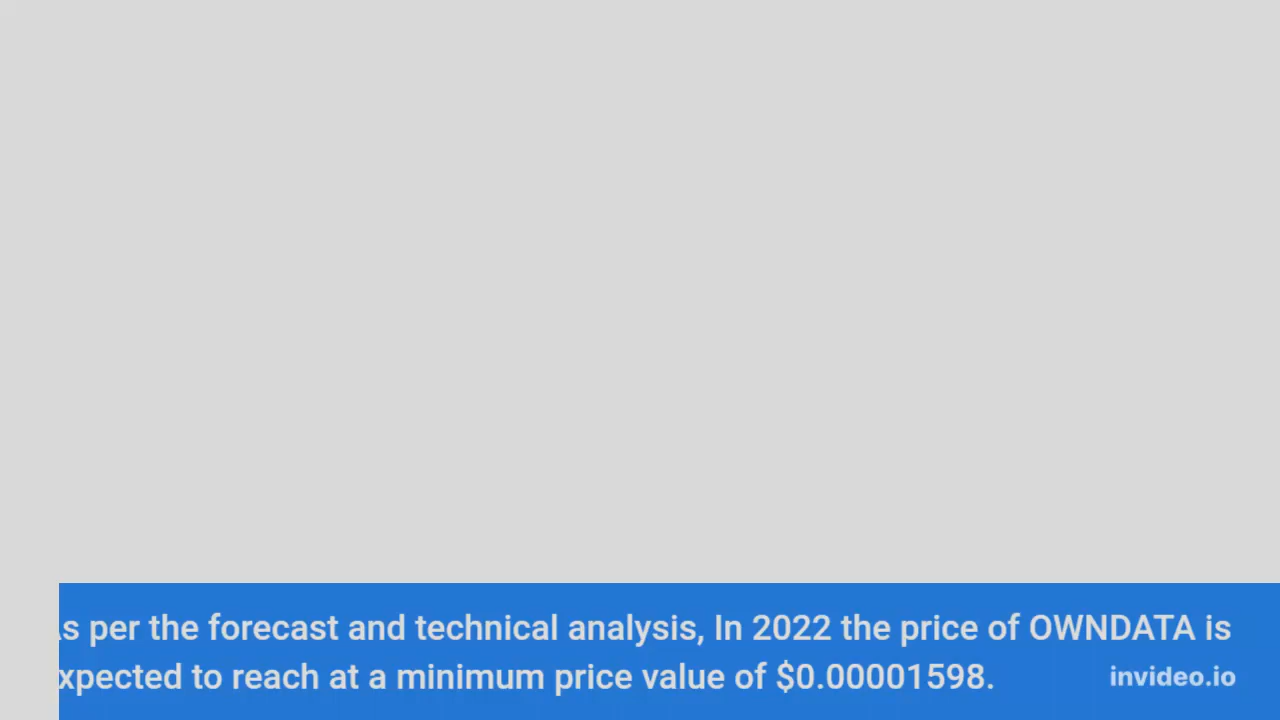 As per the forecast and technical analysis, In 2022 the price of OWNDATA is
xpected to reach at a minimum price value of $0.00001598.
invideo.io